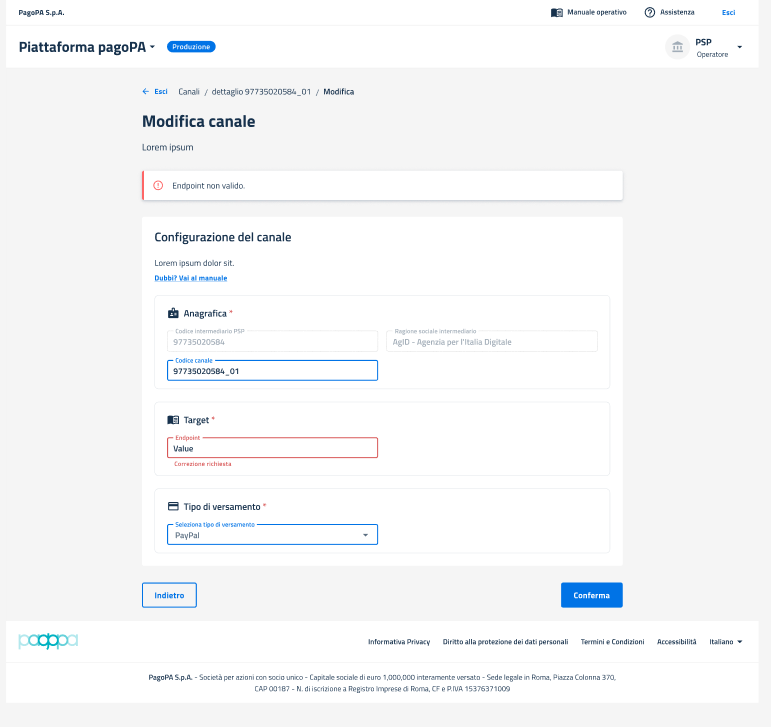 PagoPA S.p.A.
Manuale operativo
Assistenza
Esci
Piattaforma pagoPA
Produzione
PSP
Operatore
Esci
Canali / dettaglio 97735020584_01 / Modifica
Modifica canale
Lorem ipsum
Endpoint non valido.
Configurazione del canale
Lorem ipsum dolor sit.
Dubbi? Vai al manuale
Anagrafica *
Codice intermediario PSP
97735020584
Ragione sociale intermediario
AgID - Agenzia per l'Italia Digitale
Codice canale
97735020584_01
Target *
Endpoint
Value
Correzione richiesta
Tipo di versamento *
Seleziona tipo di versamento
PayPal
Indietro
Conferma
pagopa
Informativa Privacy
Diritto alla protezione dei dati personali
Termini e Condizioni
Accessibilità
Italiano
PagoPA S.p.A. - Società per azioni con socio unico - Capitale sociale di euro 1,000,000 interamente versato - Sede legale in Roma, Piazza Colonna 370,
CAP 00187 - N. di iscrizione a Registro Imprese di Roma, CF e P.IVA 15376371009